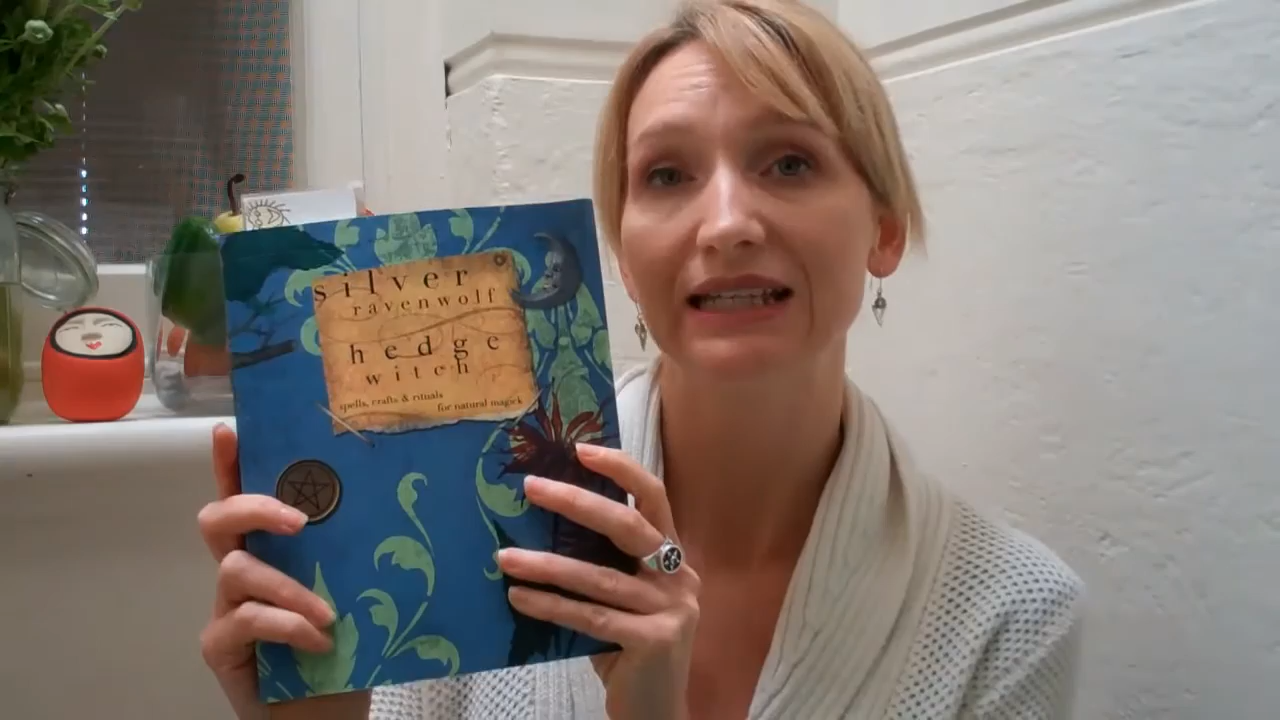 silver
ravenwolf
hedge
witch
spells, crafts & rituals
for natural magick